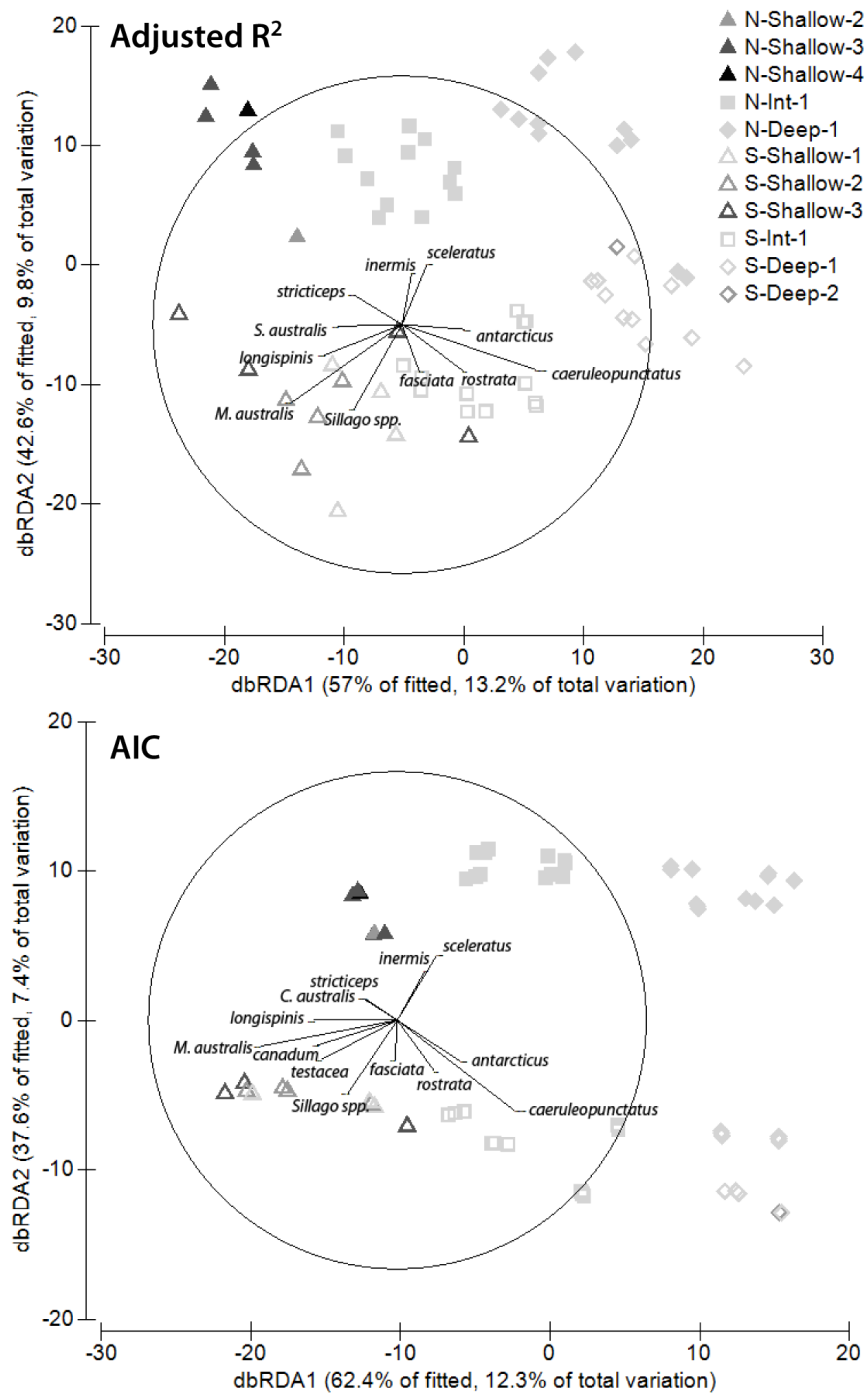 Adjusted R²
N-Shallow-2
N-Shallow-3
N-Shallow-4
N-Int-1
N-Deep-1
S-Shallow-1
S-Shallow-2
S-Shallow-3
S-Int-1
S-Deep-1
S-Deep-2
20
10
0
-10
-20
-30
dbRDA2 (42.6% of fitted, 9.8% of total variation)
sceleratus
inermis
stricticeps
S. australis
antarcticus
longispinis
fasciata
rostrata
caeruleopunctatus
M. australis
Sillago spp.
-30
-20
-10
0
10
20
30
dbRDA1 (57% of fitted, 13.2% of total variation)
AIC
20
10
0
-10
-20
dbRDA2 (37.6% of fitted, 7.4% of total variation)
sceleratus
inermis
stricticeps
C. australis
longispinis
M. australis
canadum
testacea
fasciata
antarcticus
rostrata
Sillago spp.
caeruleopunctatus
-30
-20
-10
0
10
20
dbRDA1 (62.4% of fitted, 12.3% of total variation)